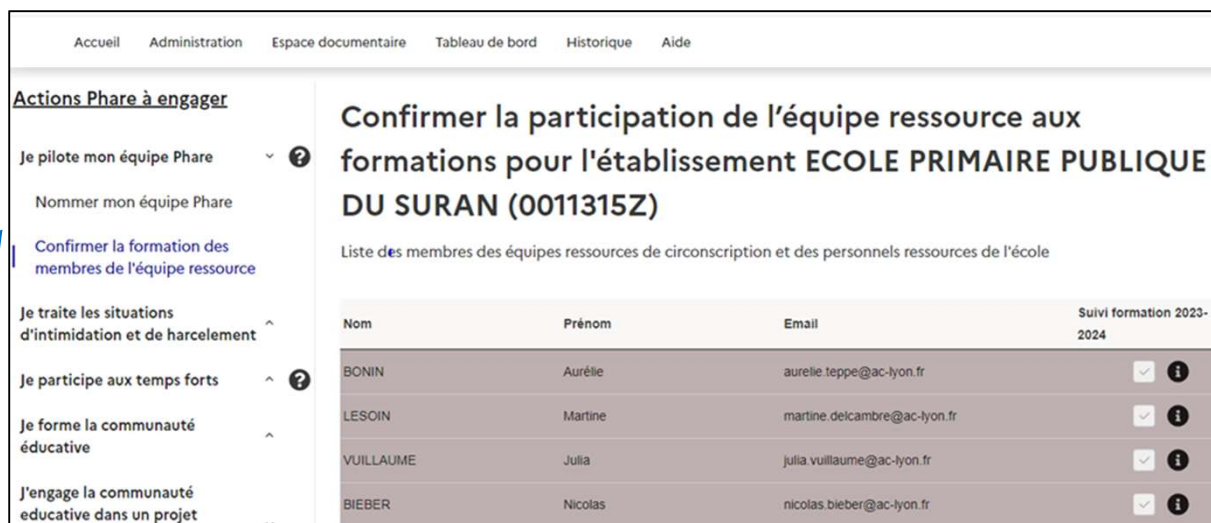 Accueil Administration Espace documentaire Tableau de bord Historique Aide
Actions Phare à engager
Je pilote mon équipe Phare
Nommer mon équipe Phare
Confirmer la formation des
membres de l'équipe ressource
Je traite les situations
d'intimidation et de harcelement
Je participe aux temps forts
Je forme la communauté
éducative
J'engage la communauté
educative dans un projet
Confirmer la participation de l’équipe ressource aux
formations pour l'établissement ECOLE PRIMAIRE PUBLIQUE
DU SURAN (0011315Z)
Liste des membres des équipes ressources de circonscription et des personnels ressources de l'école
Nom Prénom Email Suivi formation 2023-
2024
BONIN Aurélie aurelie.teppe@ac-lyon.fr
LESOIN Martine martine.delcambre@ac-lyon.fr
VUILLAUME Julia julia.vuillaume@ac-lyon.fr
BIEBER Nicolas nicolas.bieber@ac-lyon.fr